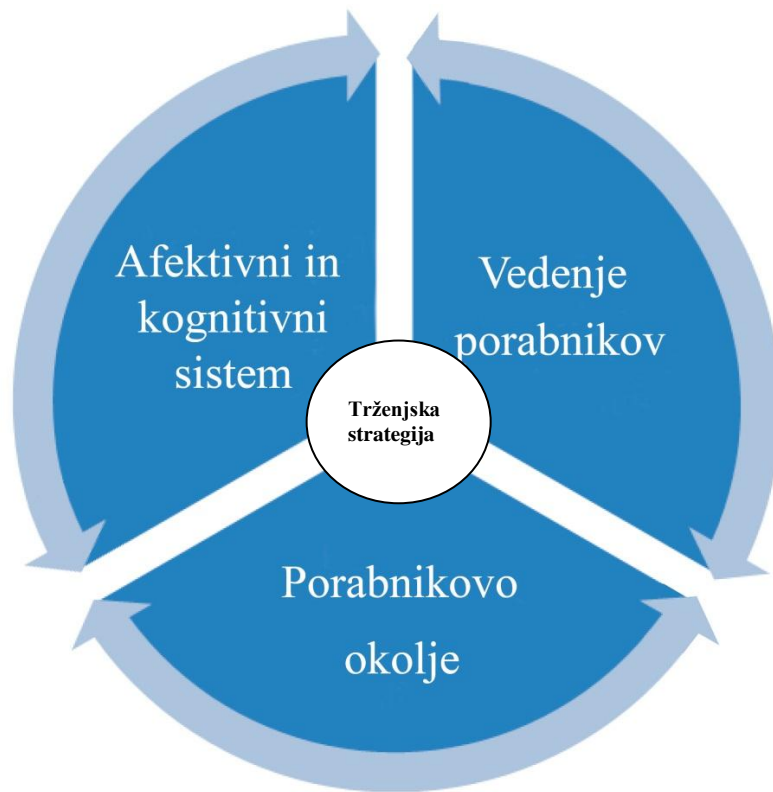 Afektivni in
kognitivni
sistem
Vedenje
porabnikov
Trženjska
strategija
Porabnikovo
okolje